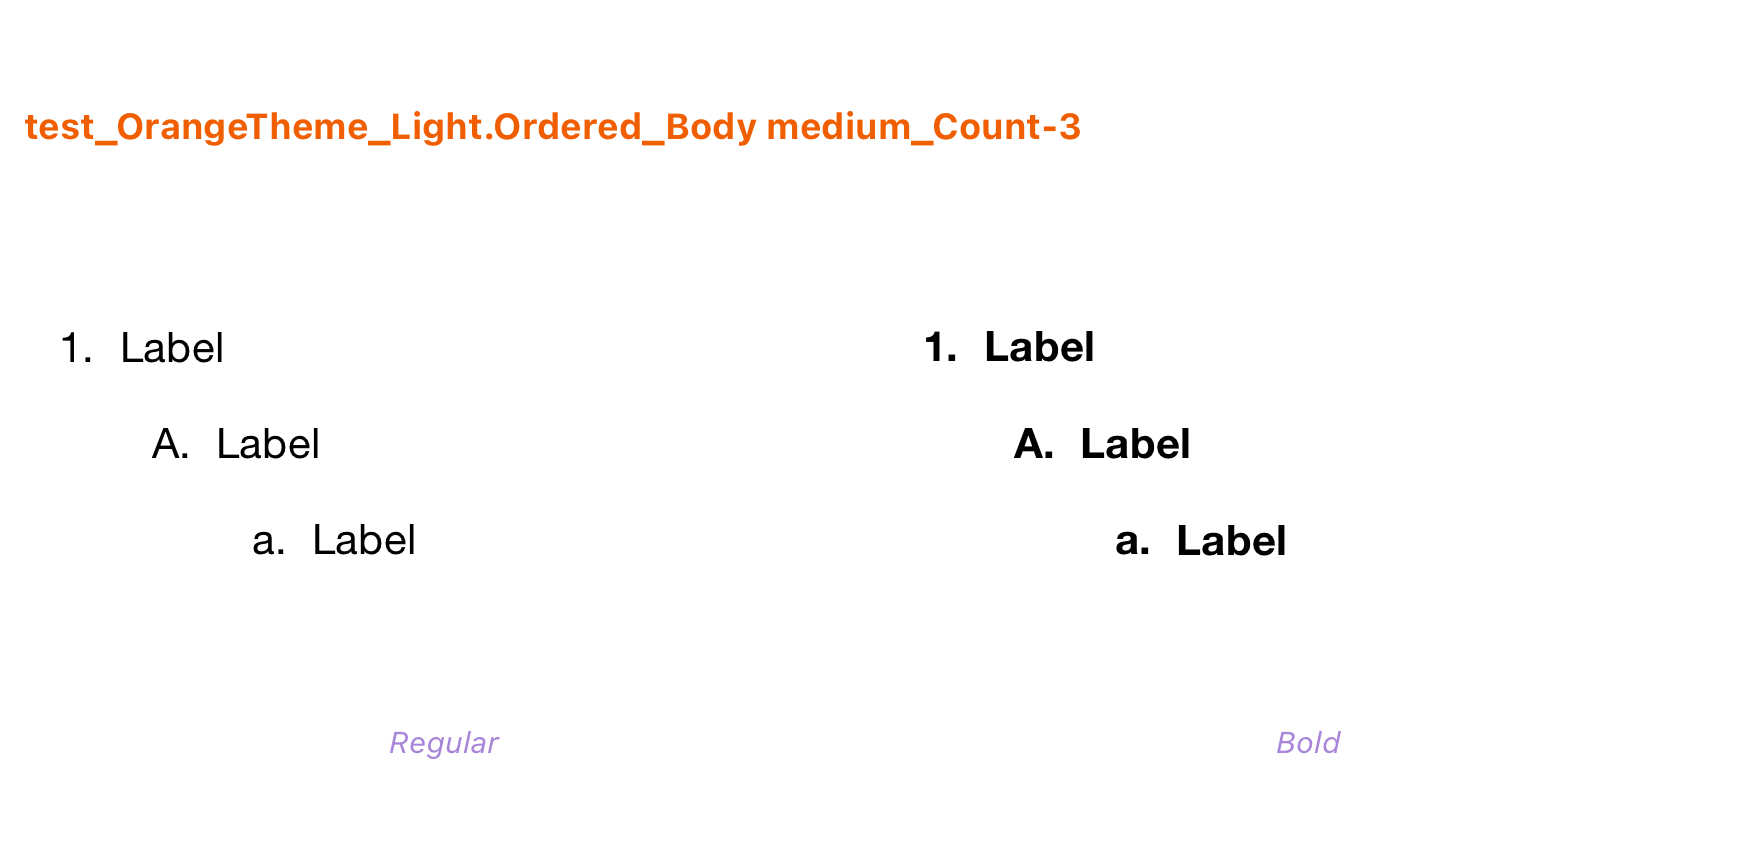 test_OrangeTheme_Light.Ordered_Body medium_Count-3
1. Label
A. Label
a. Label
Regular
1. Label
A. Label
a. Label
Bold